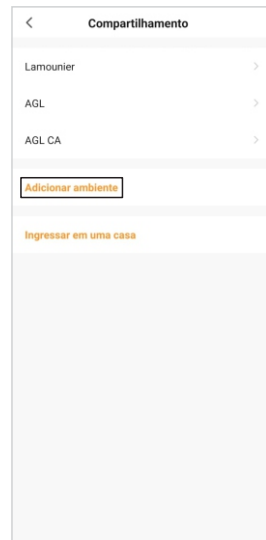 Compartilhamento
Lamounier
AGL
AGL CA
Adicionar ambiente
Ingressar em uma casa